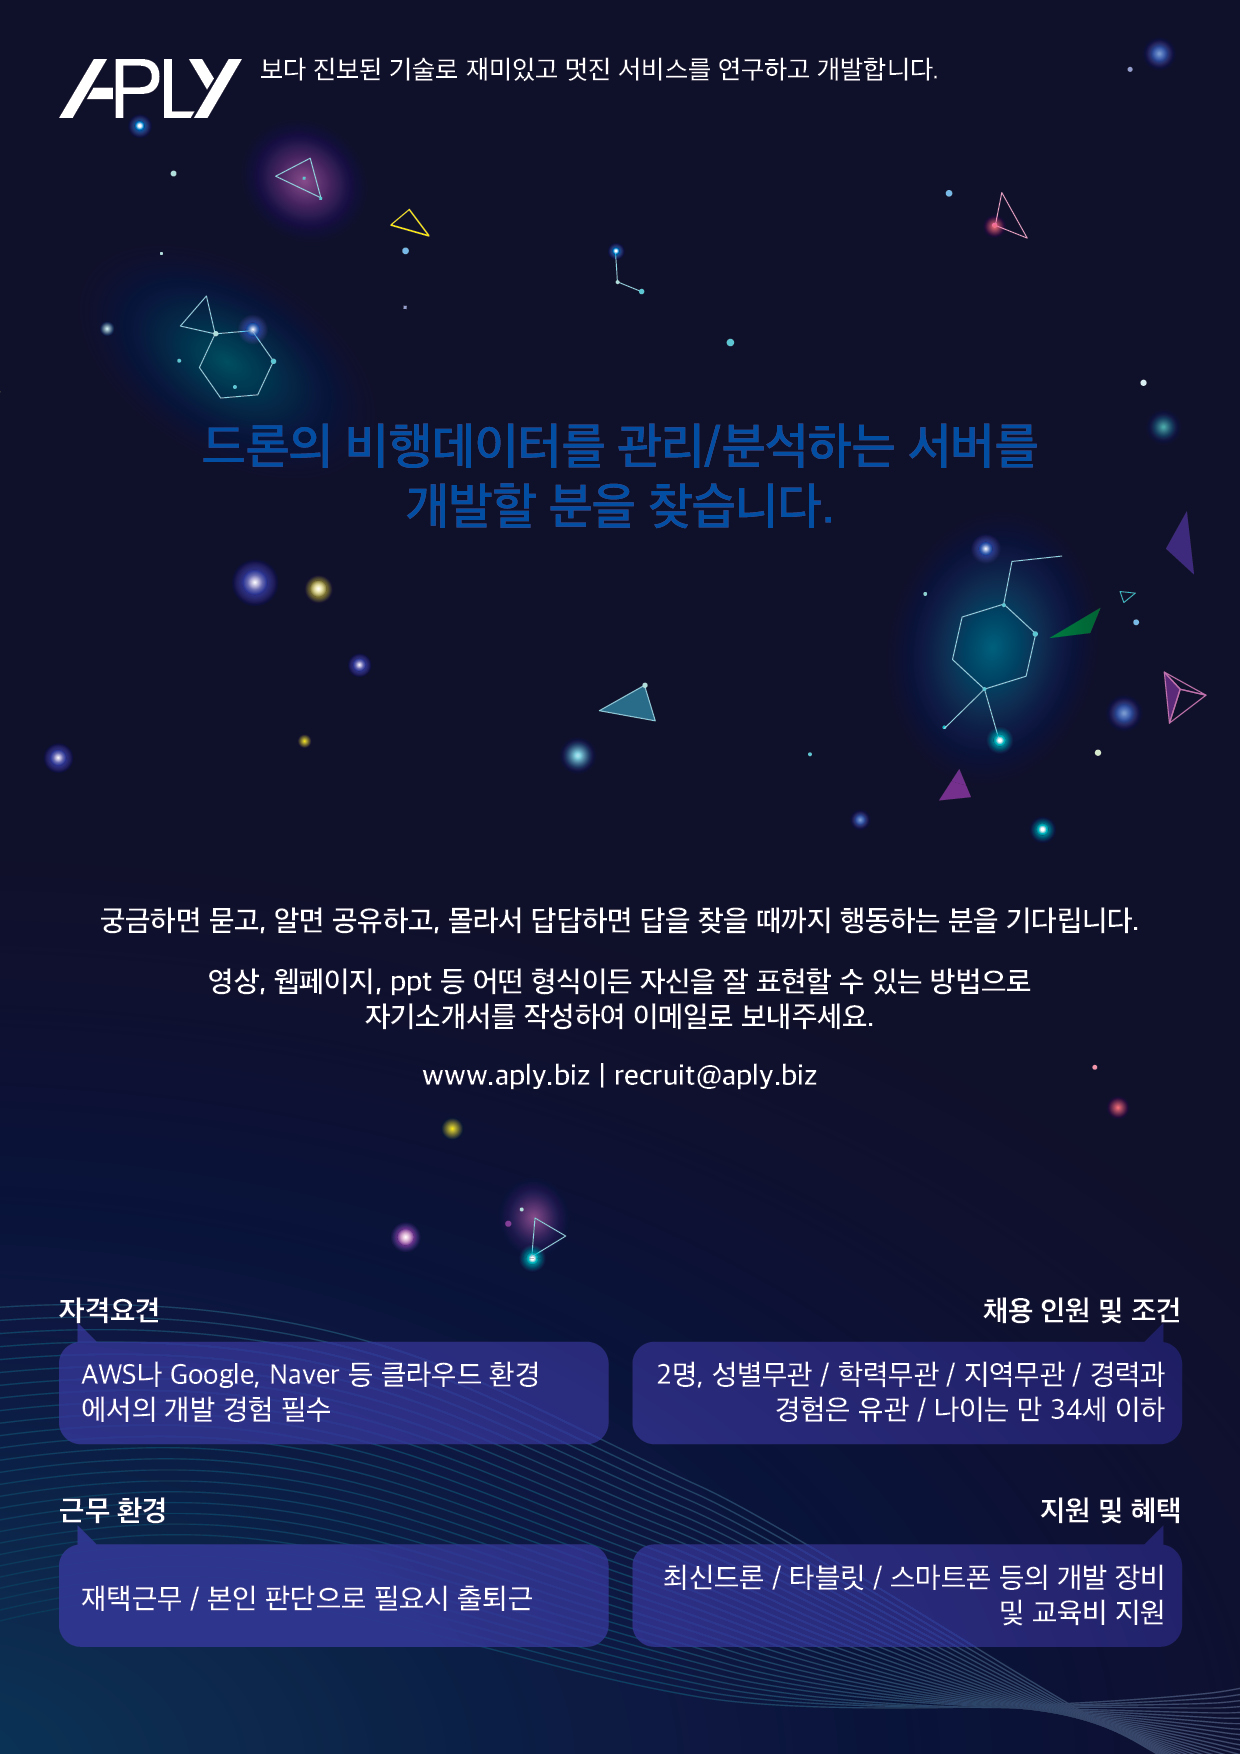 APLY 보다 진보된 기술로 재미있고 멋진 서비스를 연구하고 개발합니다.
드론의 비행데이터를 관리/분석하는 서버를
개발할 분을 찾습니다.
궁금하면 묻고, 알면 공유하고, 몰라서 답답하면 답을 찾을 때까지 행동하는 분을 기다립니다.
영상, 웹페이지, ppt 등 어떤 형식이든 자신을 잘 표현할 수 있는 방법으로
자기소개서를 작성하여 이메일로 보내주세요.
www.aply.biz | recruit@aply.biz
자격요견
AWS나 Google, Naver 등 클라우드 환경
에서의 개발 경험 필수
채용 인원 및 조건
2명, 성별무관 / 학력무관 / 지역무관 / 경력과
경험은 유관 / 나이는 만 34세 이하
근무 환경
재택근무 / 본인 판단으로 필요시 출퇴근
지원 및 혜택
최신드론 / 타블릿 / 스마트폰 등의 개발 장비
및 교육비 지원